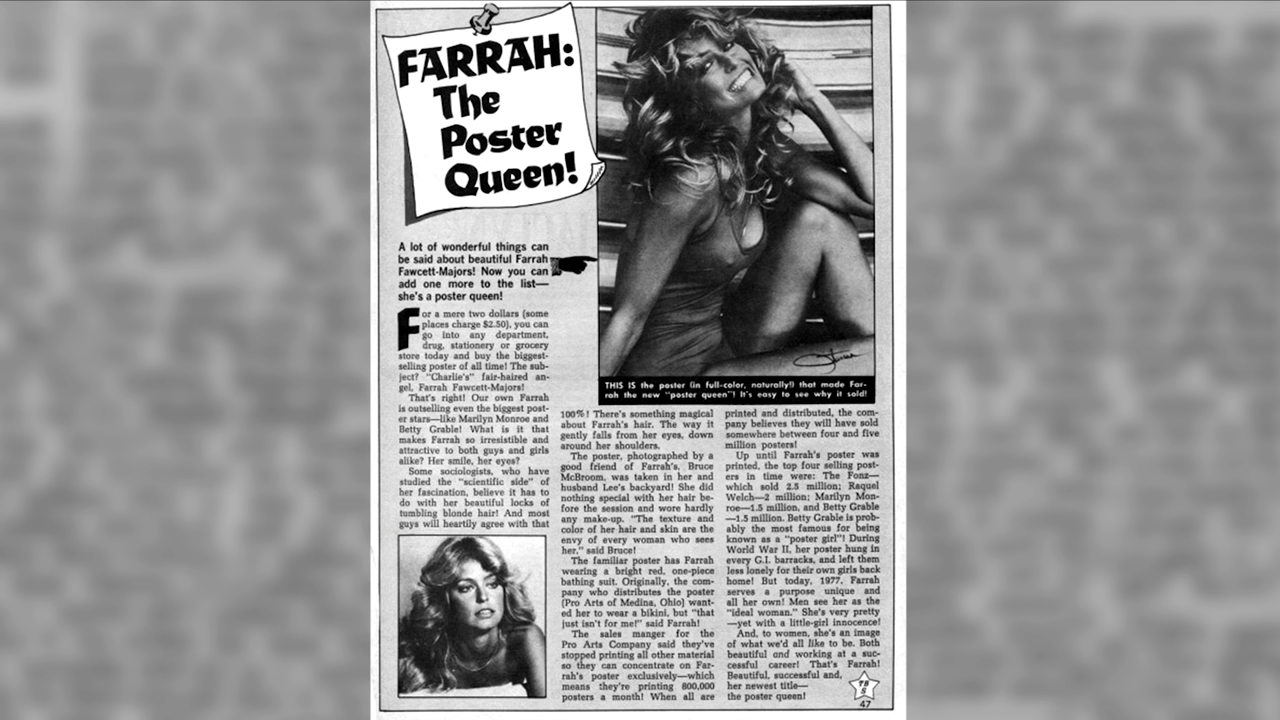 FARRAH:
The
Poster
Queen!
A lot of wonderful things can
be said about beautiful Farrah
Fawcett-Majors! Now you can
add one more to the list—
she's a poster queen!
For a mere two dollars (some
places charge $2.50), you can
go into any department,
drug, stationery or grocery
store today and buy the biggest-
selling poster of all time! The sub-
ject? "Charlie's" fair-haired an-
gel, Farrah Fawcett-Majors!
That's right! Our own Farrah
is outselling even the biggest post-
er stars—like Marilyn Monroe and
Betty Grable! What is it that
makes Farrah so irresistible and
attractive to both guys and girls
alike? Her smile, her eyes?
Some sociologists, who have
studied the "scientific side" of
her fascination, believe it has to
do with her beautiful locks of
tumbling blonde hair! And most
guys will heartily agree with that
THIS IS the poster (in full-color, naturally!) that made Far-
rah the new "poster queen"! It's easy to see why it sold!
100%! There's something magical
about Farrah's hair. The way it
gently falls from her eyes, down
around her shoulders.
The poster, photographed by a
good friend of Farrah's, Bruce
McBroom, was taken in her and
husband Lee's backyard! She did
nothing special with her hair be-
fore the session and wore hardly
any make-up. "The texture and
color of her hair and skin are the
envy of every woman who sees
her," said Bruce!
The familiar poster has Farrah
wearing a bright red, one-piece
bathing suit. Originally, the com-
pany who distributes the poster
(Pro Arts of Medina, Ohio) want-
ed her to wear a bikini, but "that
just isn't for me!" said Farrah!
The sales manger for the
Pro Arts Company said they've
stopped printing all other material
so they can concentrate on Far-
rah's poster exclusively—which
means they're printing 800,000
posters a month! When all are
printed and distributed, the com-
pany believes they will have sold
somewhere between four and five
million posters!
Up until Farrah's poster was
printed, the top four selling post-
ers in time were: The Fonz—
which sold 2.5 million; Raquel
Welch—2 million; Marilyn Mon-
roe—1.5 million, and Betty Grable
—1.5 million. Betty Grable is prob-
ably the most famous for being
known as a "poster girl"! During
World War II, her poster hung in
every G.I. barracks, and left them
less lonely for their own girls back
home! But today, 1977, Farrah
serves a purpose unique and
all her own! Men see her as the
"ideal woman." She's very pretty
—yet with a little-girl innocence!
And, to women, she's an image
of what we'd all like to be. Both
beautiful and working at a suc-
cessful career! That's Farrah!
Beautiful, successful and,
her newest title—
the poster queen!
47